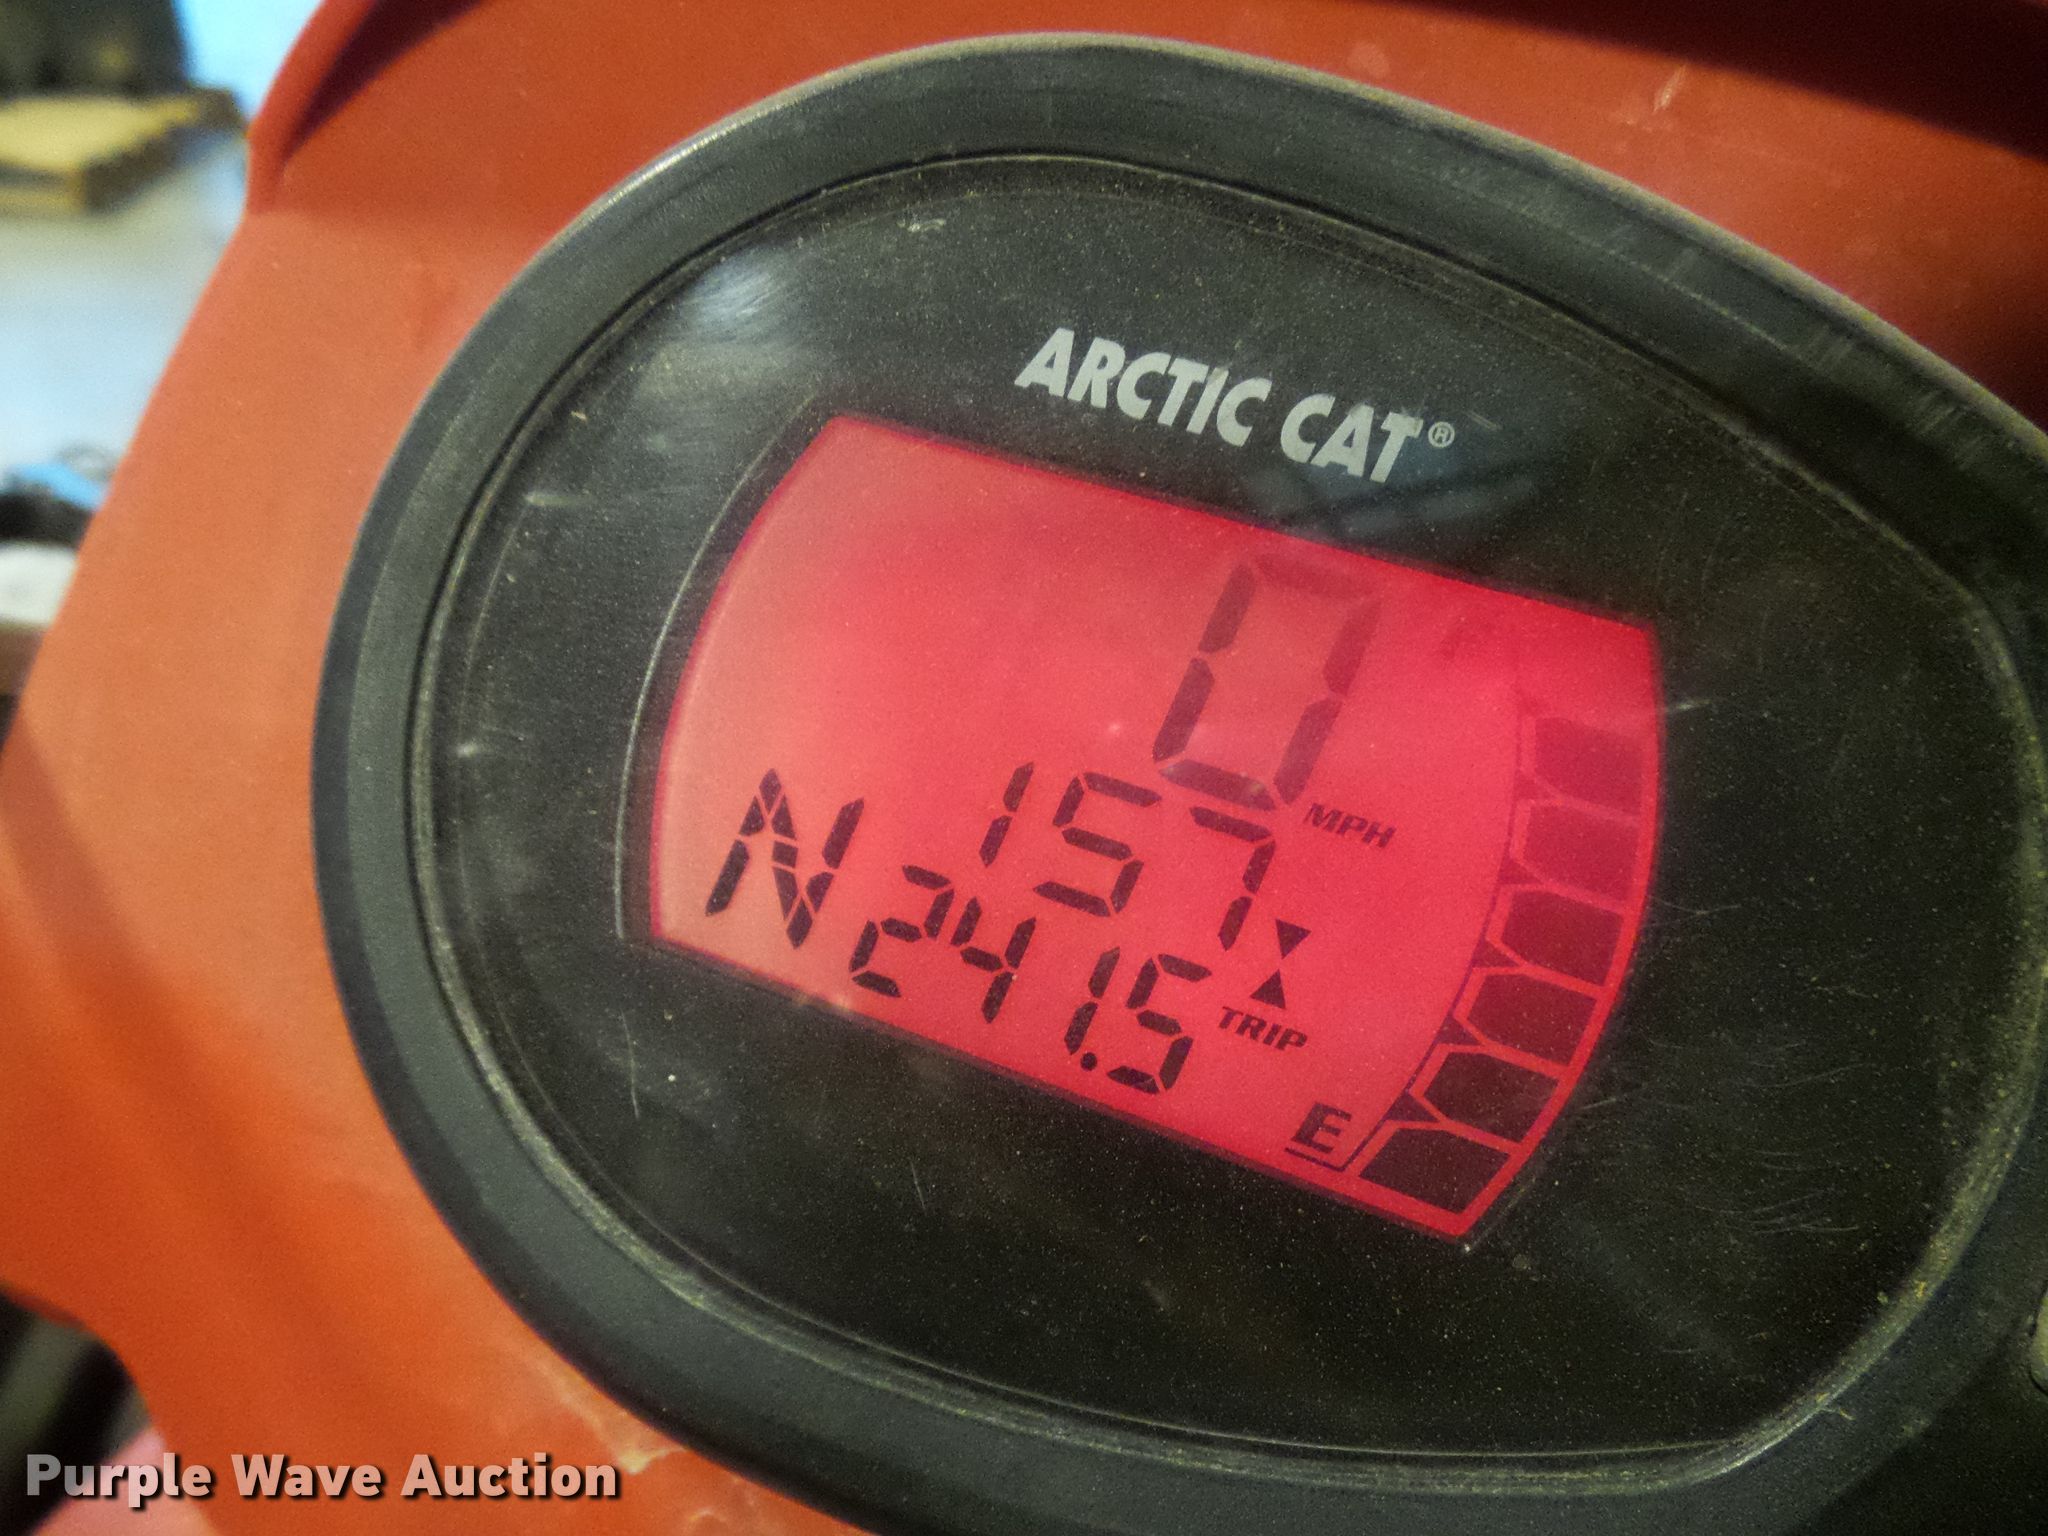 ARCTIC CAT®
0 MPH
157
N 241.5 TRIP
E
Purple Wave Auction